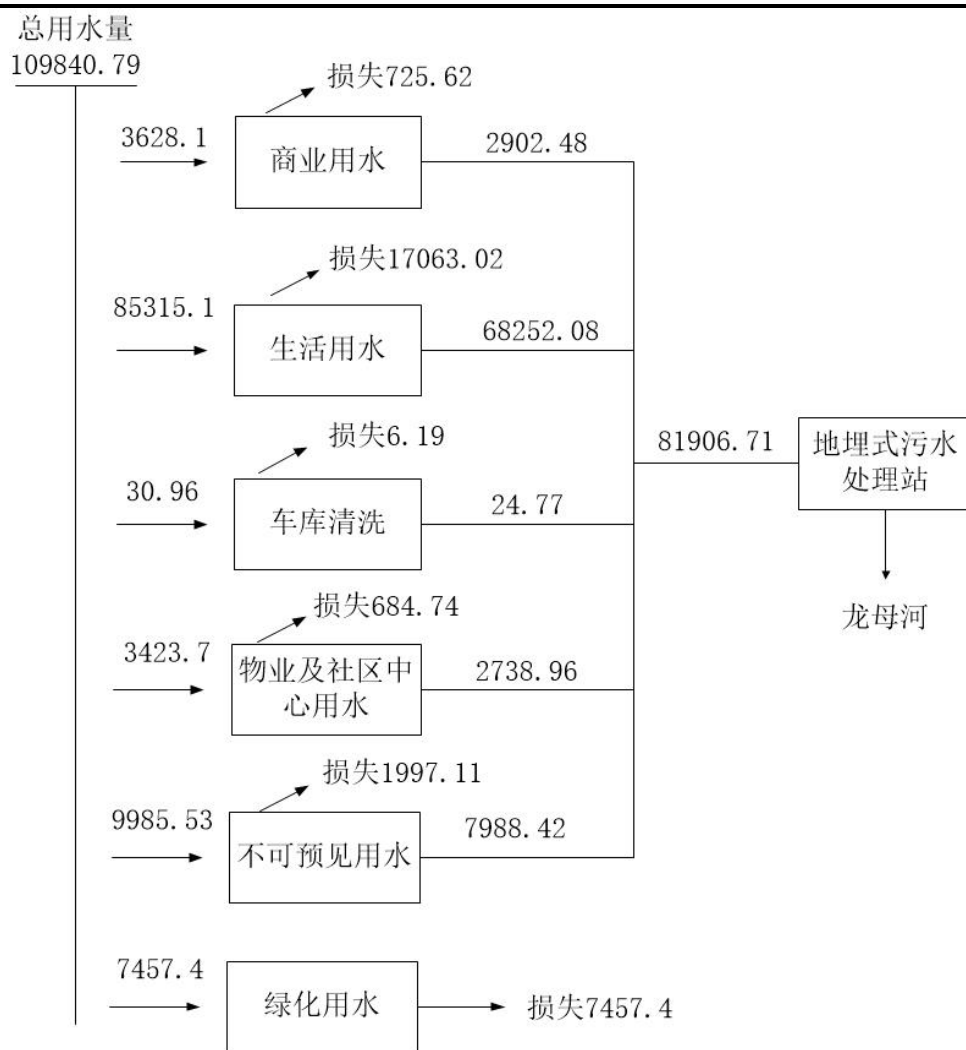 总用水量
109840.79
损失725.62
3628.1
商业用水
2902.48
损失17063.02
85315.1
生活用水
68252.08
损失6.19
30.96
车库清洗
24.77
81906.71
地埋式污水
处理站
龙母河
损失684.74
3423.7
物业及社区中
心用水
2738.96
损失1997.11
9985.53
不可预见用水
7988.42
7457.4
绿化用水
损失7457.4